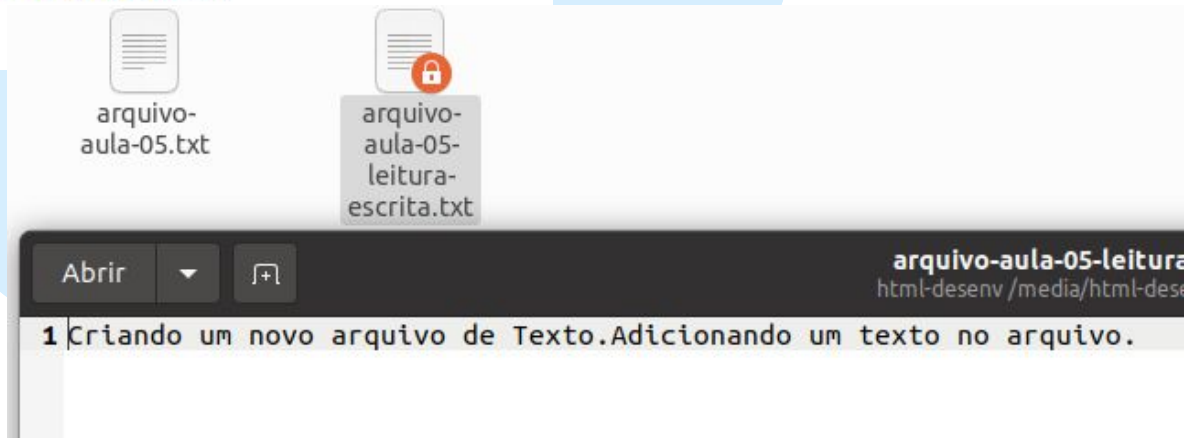 arquivo-
aula-05.txt
arquivo-
aula-05-
leitura-
escrita.txt
Abrir
arquivo-aula-05-leitura
html-desenv /media/html-dese
1 Criando um novo arquivo de Texto.Adicionando um texto no arquivo.